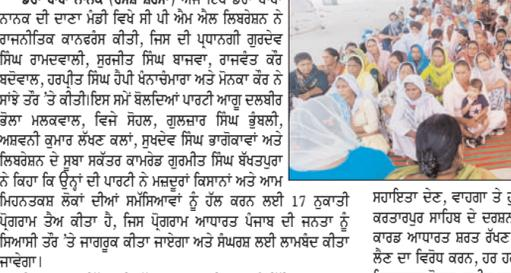 ਨਾਨਕ ਦੀ ਦਾਣਾ ਮੰਡੀ ਵਿਖੇ ਸੀ ਪੀ ਐਮ ਐਲ ਲਿਬਰੇਸ਼ਨ ਨੇ
ਰਾਜਨੀਤਿਕ ਕਾਨਫਰੰਸ ਕੀਤੀ, ਜਿਸ ਦੀ ਪ੍ਰਧਾਨਗੀ ਗੁਰਦੇਵ
ਸਿੰਘ ਰਾਮਦਵਾਲੀ, ਸੁਰਜੀਤ ਸਿੰਘ ਬਾਜਵਾ, ਰਾਜਵੰਤ ਕੌਰ
ਬਦੋਵਾਲ, ਹਰਪ੍ਰੀਤ ਸਿੰਘ ਹੈਪੀ ਖੰਨਾਚੰਮਾਰਾ ਅਤੇ ਮੋਨਕਾ ਕੌਰ ਨੇ
ਸਾਂਝੇ ਤੌਰ 'ਤੇ ਕੀਤੀ।ਇਸ ਸਮੇਂ ਬੋਲਦਿਆਂ ਪਾਰਟੀ ਆਗੂ ਦਲਬੀਰ
ਭੋਲਾ ਮਲਕਵਾਲ, ਵਿਜੇ ਸੋਹਲ, ਗੁਲਜ਼ਾਰ ਸਿੰਘ ਭੁੰਬਲੀ,
ਅਸ਼ਵਨੀ ਕੁਮਾਰ ਲੱਖਣ ਕਲਾਂ, ਸੁਖਦੇਵ ਸਿੰਘ ਭਾਗੋਕਾਵਾਂ ਅਤੇ
ਲਿਬਰੇਸ਼ਨ ਦੇ ਸੂਬਾ ਸਕੱਤਰ ਕਾਮਰੇਡ ਗੁਰਮੀਤ ਸਿੰਘ ਬੱਖਤਪੁਰਾ
ਨੇ ਕਿਹਾ ਕਿ ਉਨ੍ਹਾਂ ਦੀ ਪਾਰਟੀ ਨੇ ਮਜ਼ਦੂਰਾਂ ਕਿਸਾਨਾਂ ਅਤੇ ਆਮ
ਮਿਹਨਤਕਸ਼ ਲੋਕਾਂ ਦੀਆਂ ਸਮੱਸਿਆਵਾਂ ਨੂੰ ਹੱਲ ਕਰਨ ਲਈ 17 ਨੁਕਾਤੀ
ਪ੍ਰੋਗਰਾਮ ਤੈਅ ਕੀਤਾ ਹੈ, ਜਿਸ ਪ੍ਰੋਗਰਾਮ ਆਧਾਰਤ ਪੰਜਾਬ ਦੀ ਜਨਤਾ ਨੂੰ
ਸਿਆਸੀ ਤੌਰ 'ਤੇ ਜਾਗਰੂਕ ਕੀਤਾ ਜਾਏਗਾ ਅਤੇ ਸੰਘਰਸ਼ ਲਈ ਲਾਮਬੰਦ ਕੀਤਾ
ਜਾਵੇਗਾ।
ਸਹਾਇਤਾ ਦੇਣ, ਵਾਹਗਾ ਤੇ
ਕਰਤਾਰਪੁਰ ਸਾਹਿਬ ਦੇ ਦਰਸ਼ਨ
ਕਾਰਡ ਆਧਾਰਤ ਸ਼ਰਤ ਰੱਖਣ
ਲੈਣ ਦਾ ਵਿਰੋਧ ਕਰਨ, ਹਰ